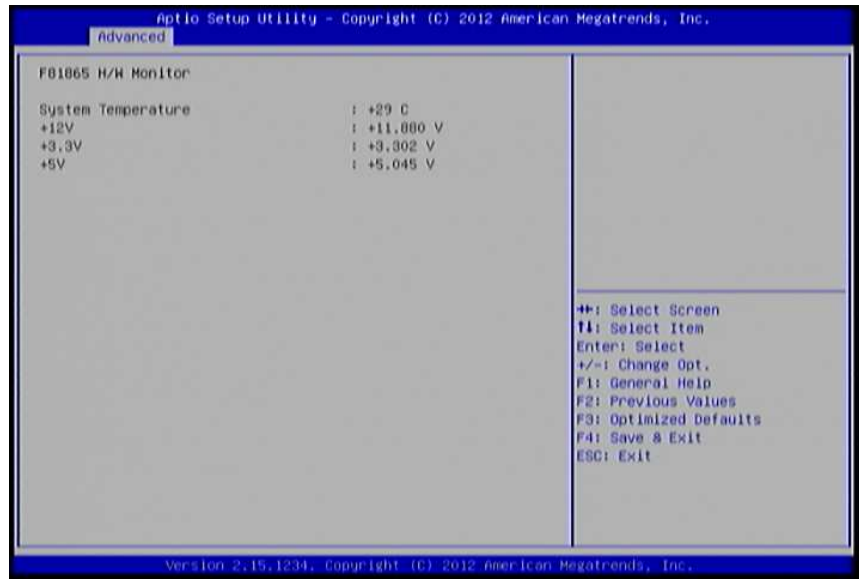 Aptio Setup Utility - Copyright (C) 2012 American Megatrends, Inc.
Advanced
F81865 H/W Monitor
System Temperature : +29 C
+12V : +11.880 V
+3.3V : +3.302 V
+5V : +5.045 V
→←: Select Screen
↑↓: Select Item
Enter: Select
+/-: Change Opt.
F1: General Help
F2: Previous Values
F3: Optimized Defaults
F4: Save & Exit
ESC: Exit
Version 2.15.1234. Copyright (C) 2012 American Megatrends, Inc.